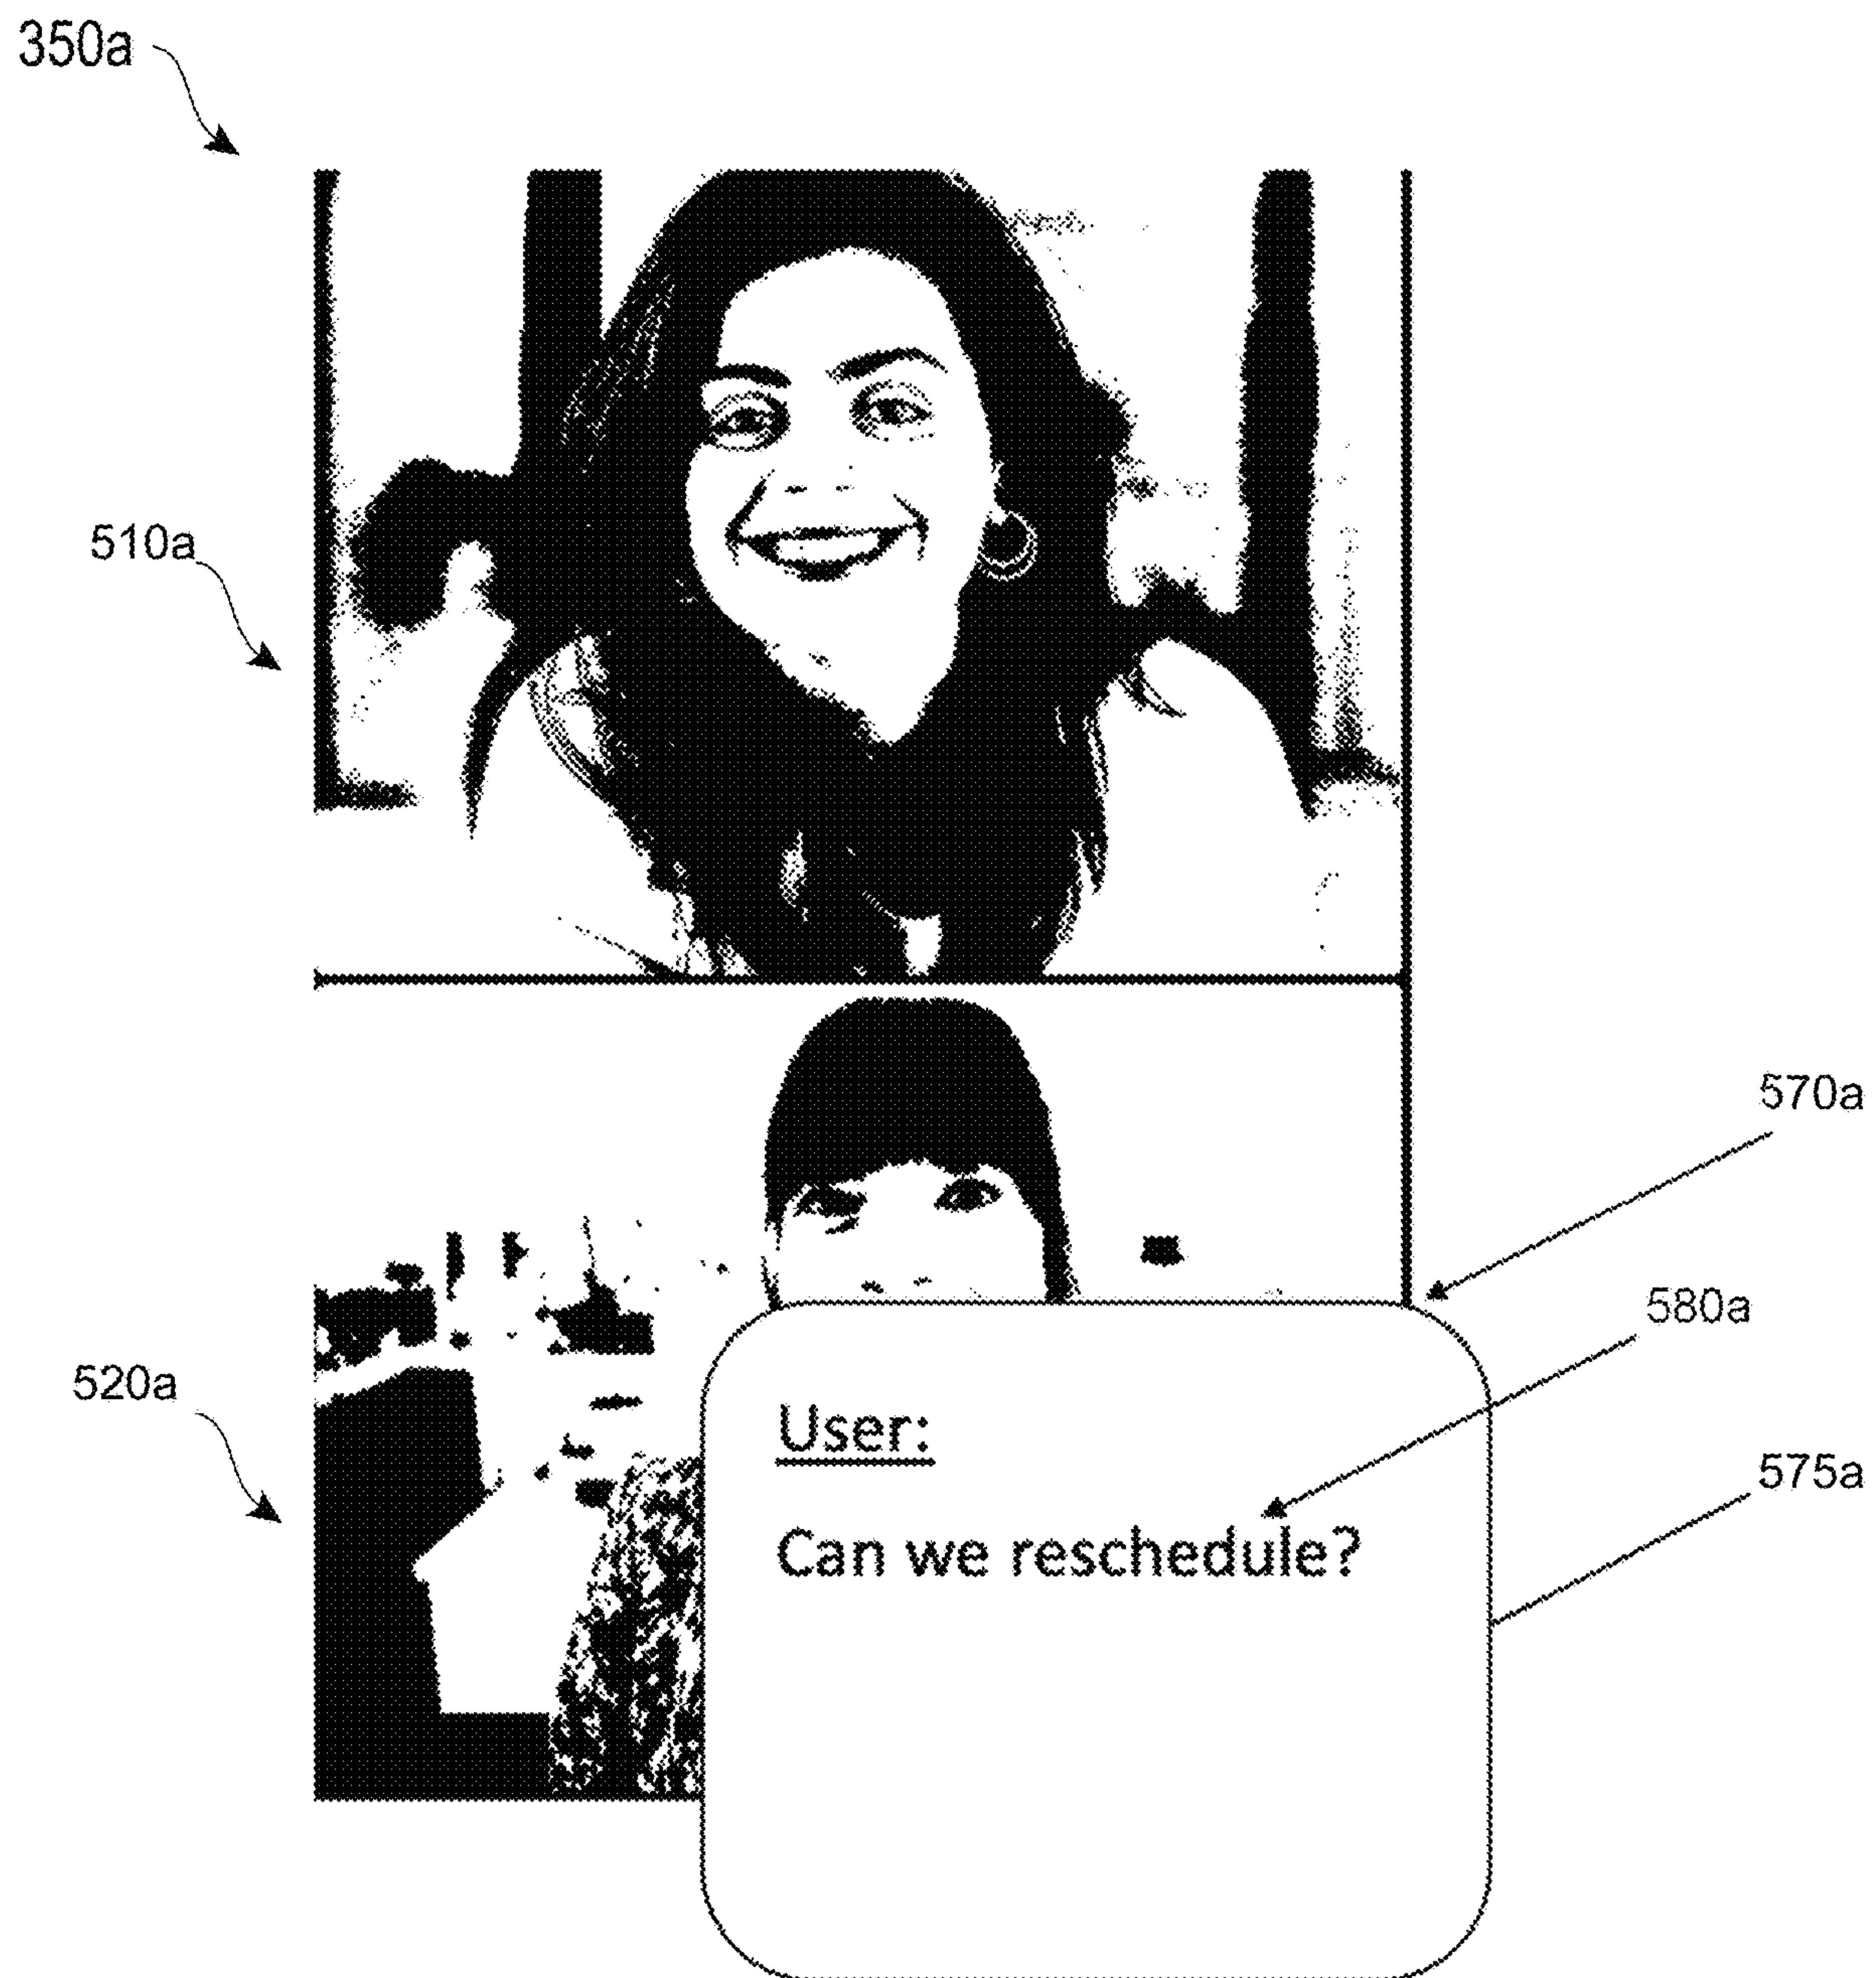 350a
510a
570a
580a
520a
User:
575a
Can we reschedule?